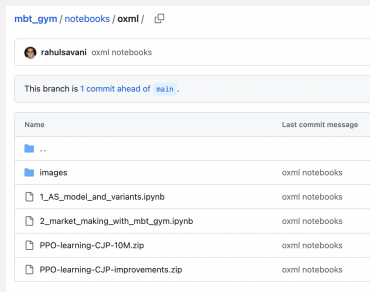 mbt_gym / notebooks / oxml /
rahulsavani oxml notebooks
This branch is 1 commit ahead of main .
Name Last commit message
..
images oxml notebooks
1_AS_model_and_variants.ipynb oxml notebooks
2_market_making_with_mbt_gym.ipynb oxml notebooks
PPO-learning-CJP-10M.zip oxml notebooks
PPO-learning-CJP-improvements.zip oxml notebooks